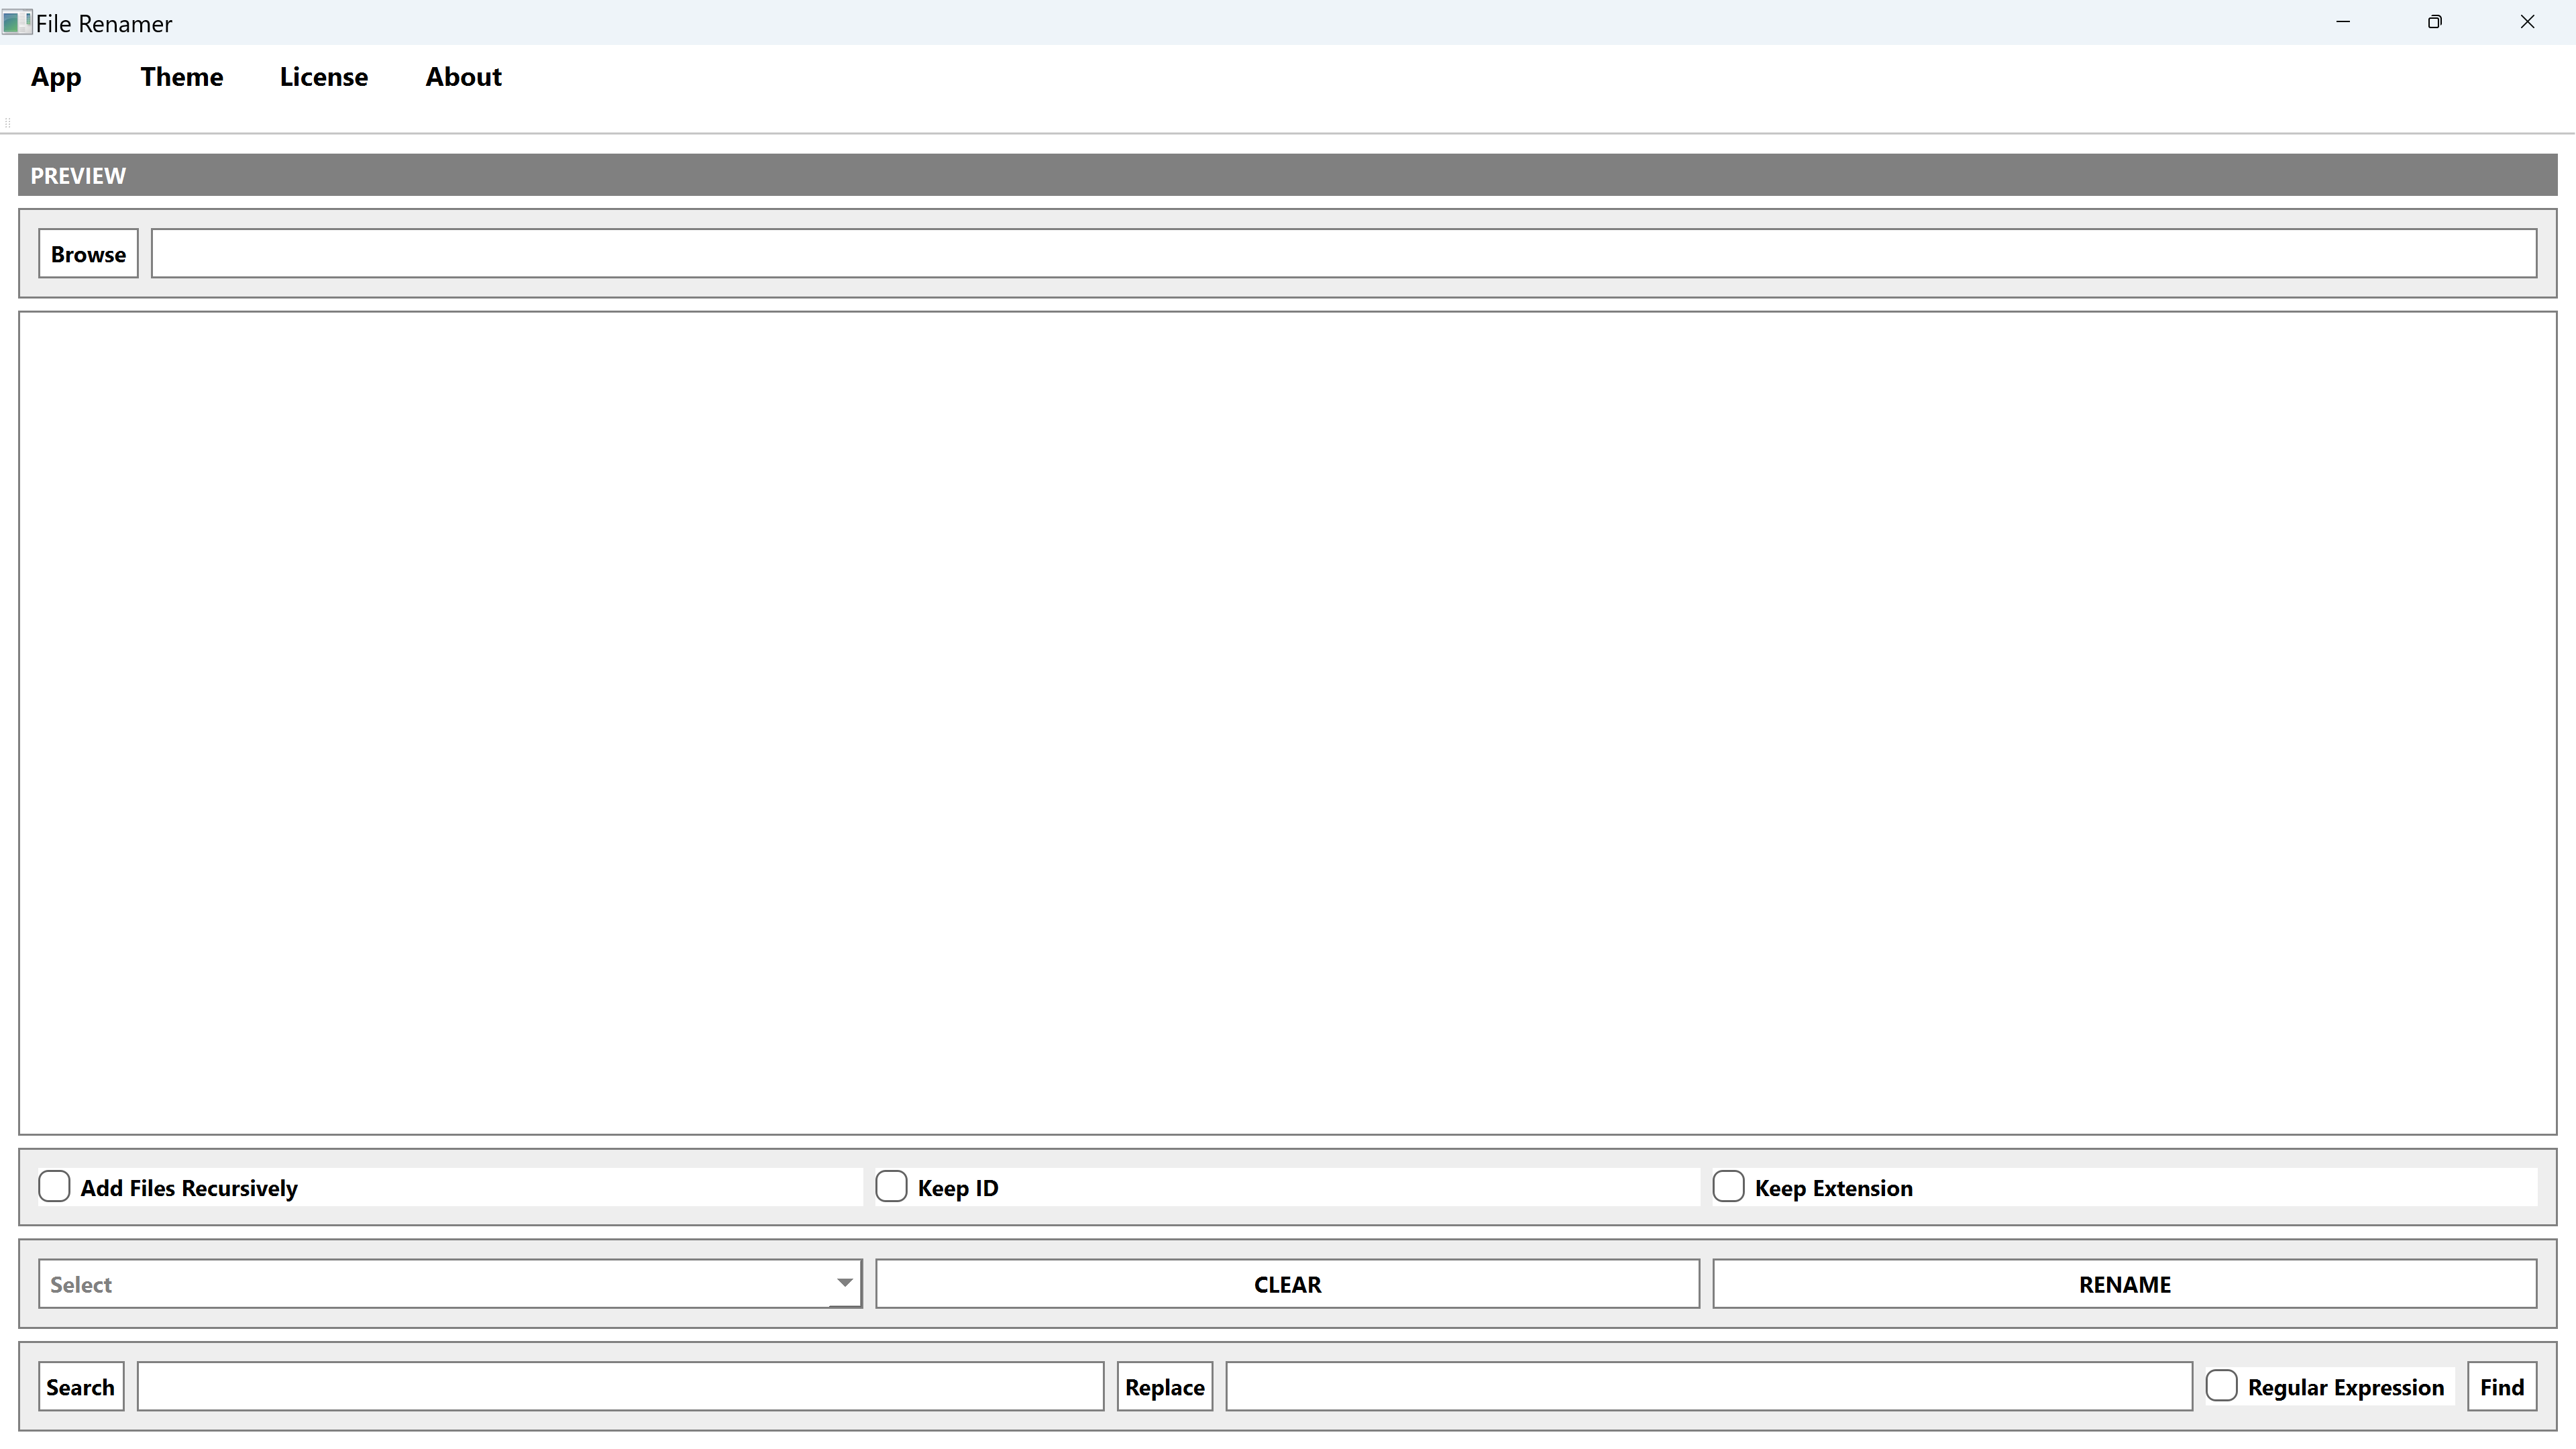 File Renamer
App Theme License About
PREVIEW
Browse
Add Files Recursively Keep ID Keep Extension
Select CLEAR RENAME
Search Replace Regular Expression Find